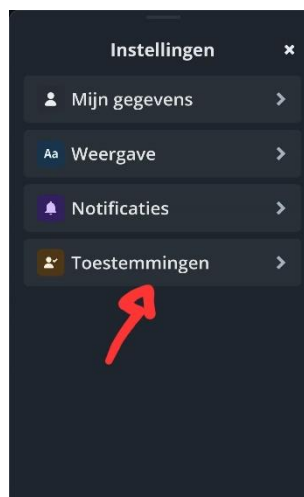 Instellingen
Mijn gegevens
Aa Weergave
Notificaties
Toestemmingen